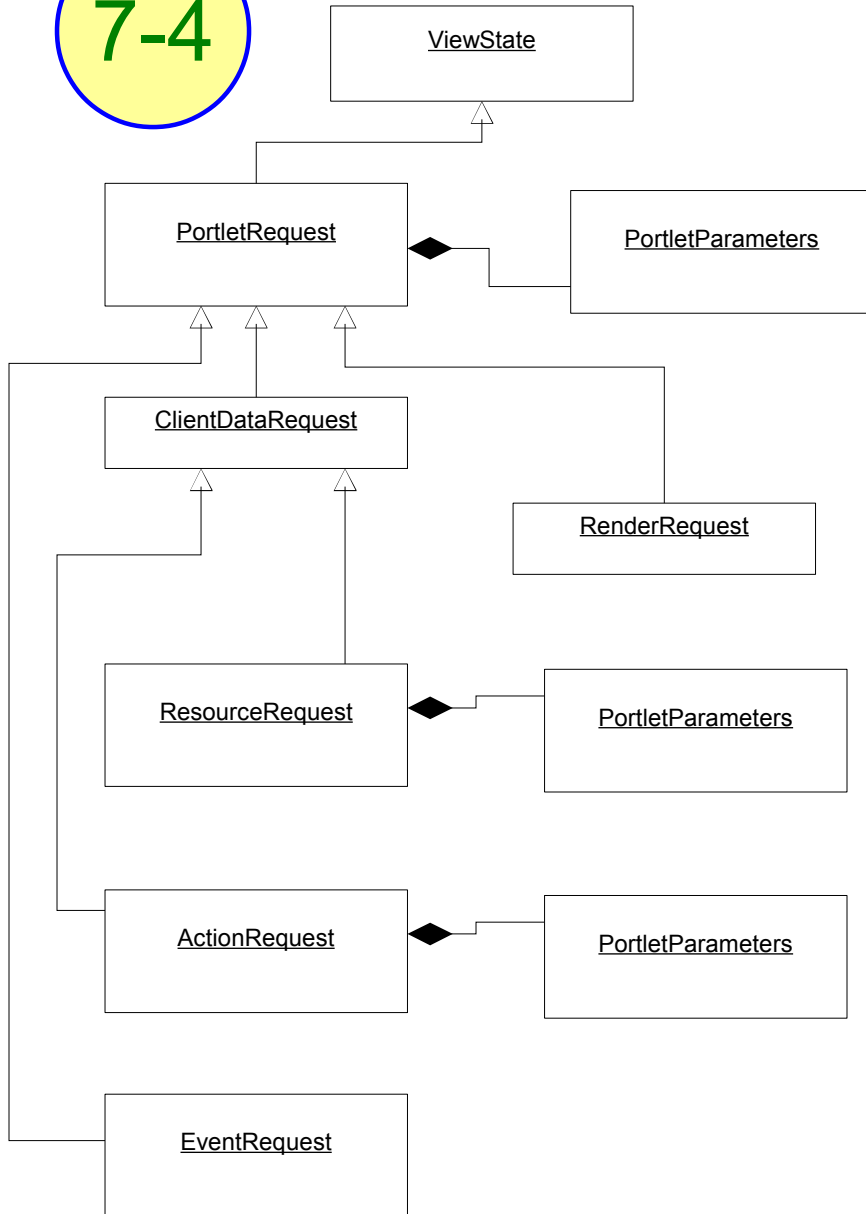 7-4
ViewState
PortletRequest
PortletParameters
ClientDataRequest
RenderRequest
ResourceRequest
PortletParameters
ActionRequest
PortletParameters
EventRequest